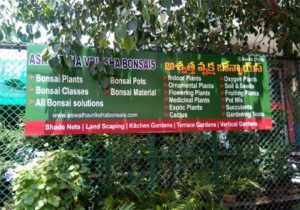 ASWATHA VRIKSHA BONSAIS
అశ్వత్థ వృక్ష బోన్సాయిస్
Bonsai Plants
Bonsai Classes
All Bonsai solutions
Bonsai Pots
Bonsai Material
Indoor Plants
Ornamental Plants
Flowering Plants
Medicinal Plants
Exotic Plants
Cactus
Oxygen Plants
Soil & Seeds
Fruiting Plants
Pot Mix
Succulents
Gardening Tools
www.aswathavrikshabonsais.com
Shade Nets | Land Scaping | Kitchen Gardens | Terrace Gardens | Vertical Gardens